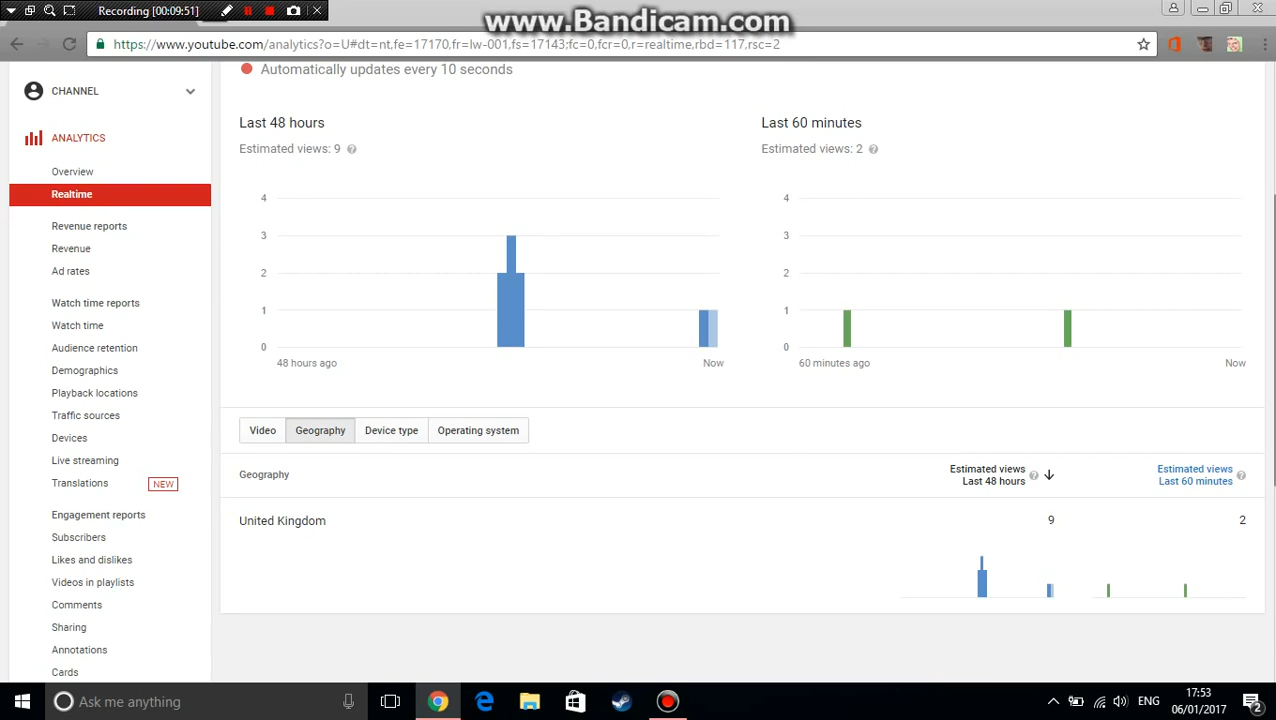 Recording [00:09:51]
www.Bandicam.com
https://www.youtube.com/analytics?o=U#dt=nt,fe=17170,fr=lw-001,fs=17143;fc=0,fcr=0,r=realtime,rbd=117,rsc=2
Automatically updates every 10 seconds
CHANNEL
ANALYTICS
Overview
Realtime
Revenue reports
Revenue
Ad rates
Watch time reports
Watch time
Audience retention
Demographics
Playback locations
Traffic sources
Devices
Live streaming
Translations NEW
Engagement reports
Subscribers
Likes and dislikes
Videos in playlists
Comments
Sharing
Annotations
Cards
Last 48 hours
Estimated views: 9 ?
4
3
2
1
0
48 hours ago Now
Last 60 minutes
Estimated views: 2 ?
4
3
2
1
0
60 minutes ago Now
Video Geography Device type Operating system
Geography
Estimated views
Last 48 hours ?
Estimated views
Last 60 minutes ?
United Kingdom 9 2
Ask me anything
ENG
17:53
06/01/2017
2